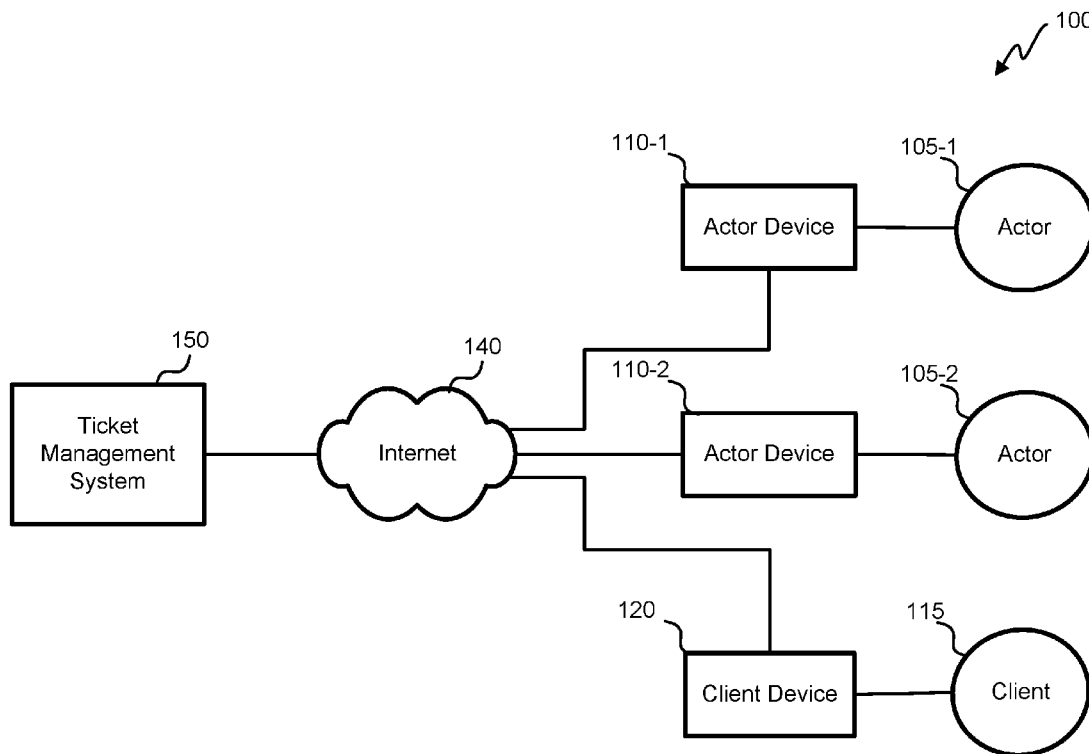 100
110-1
105-1
Actor Device
Actor
150
140
110-2
105-2
Ticket
Management
System
Internet
Actor Device
Actor
120
115
Client Device
Client